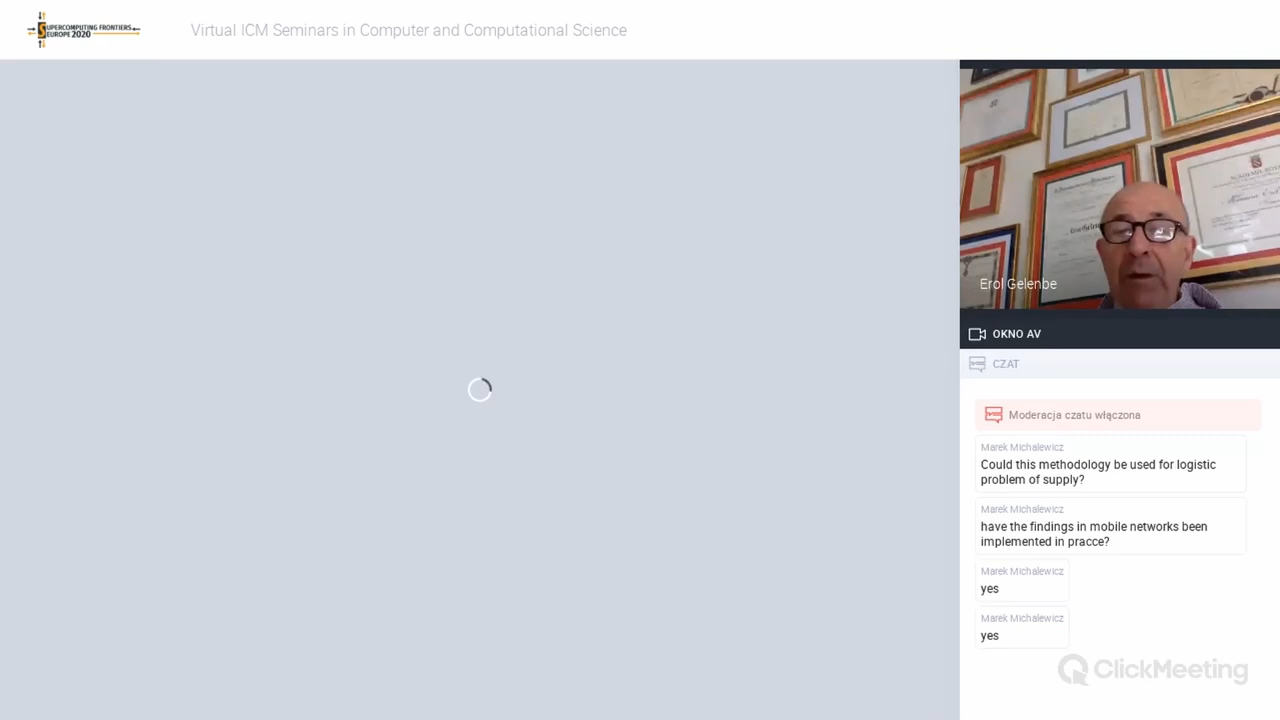 SUPERCOMPUTING FRONTIERS
EUROPE 2020
Virtual ICM Seminars in Computer and Computational Science
Erol Gelenbe
OKNO AV
CZAT
Moderacja czatu włączona
Marek Michalewicz
Could this methodology be used for logistic
problem of supply?
Marek Michalewicz
have the findings in mobile networks been
implemented in pracce?
Marek Michalewicz
yes
Marek Michalewicz
yes
ClickMeeting